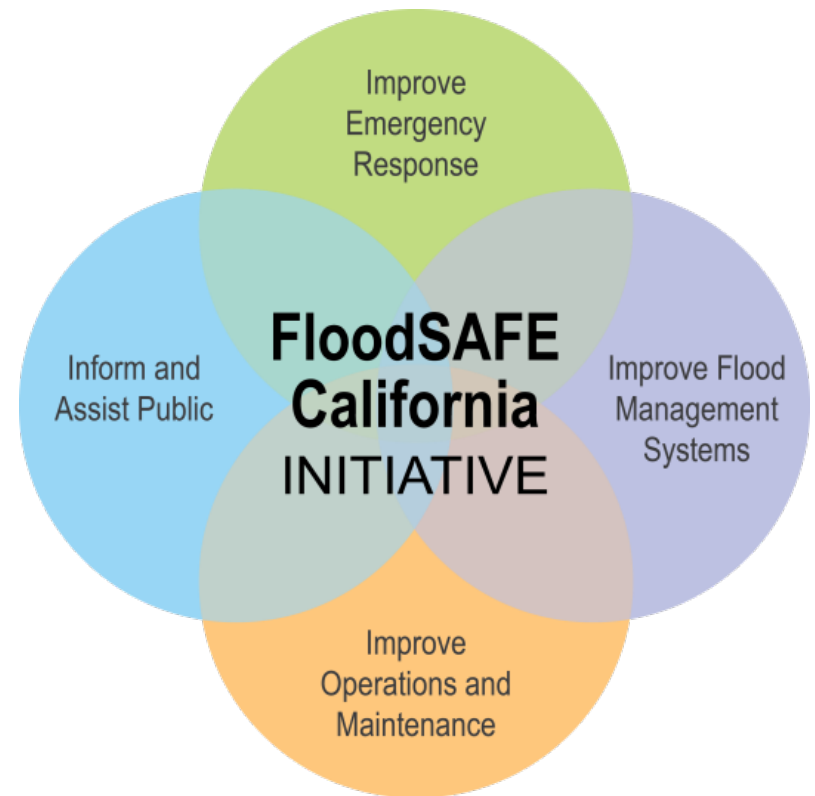 Improve
Emergency
Response
Inform and
Assist Public
FloodSAFE
California
INITIATIVE
Improve Flood
Management
Systems
Improve
Operations and
Maintenance